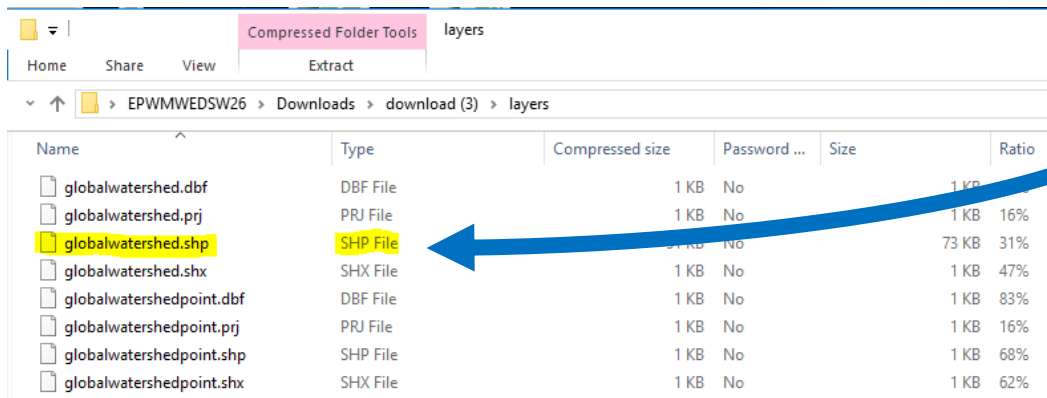 Compressed Folder Tools layers
Home Share View Extract
> EPWMWEDSW26 > Downloads > download (3) > layers
Name Type Compressed size Password ... Size Ratio
globalwatershed.dbf DBF File 1 KB No 1 KB
globalwatershed.prj PRJ File 1 KB No 1 KB 16%
globalwatershed.shp SHP File KB No 73 KB 31%
globalwatershed.shx SHX File 1 KB No 1 KB 47%
globalwatershedpoint.dbf DBF File 1 KB No 1 KB 83%
globalwatershedpoint.prj PRJ File 1 KB No 1 KB 16%
globalwatershedpoint.shp SHP File 1 KB No 1 KB 68%
globalwatershedpoint.shx SHX File 1 KB No 1 KB 62%